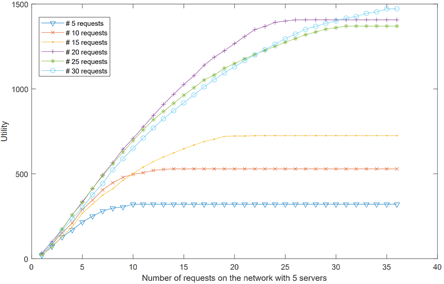 1500
# 5 requests
# 10 requests
# 15 requests
# 20 requests
# 25 requests
# 30 requests
1000
Utility
500
0
0 5 10 15 20 25 30 35 40
Number of requests on the network with 5 servers